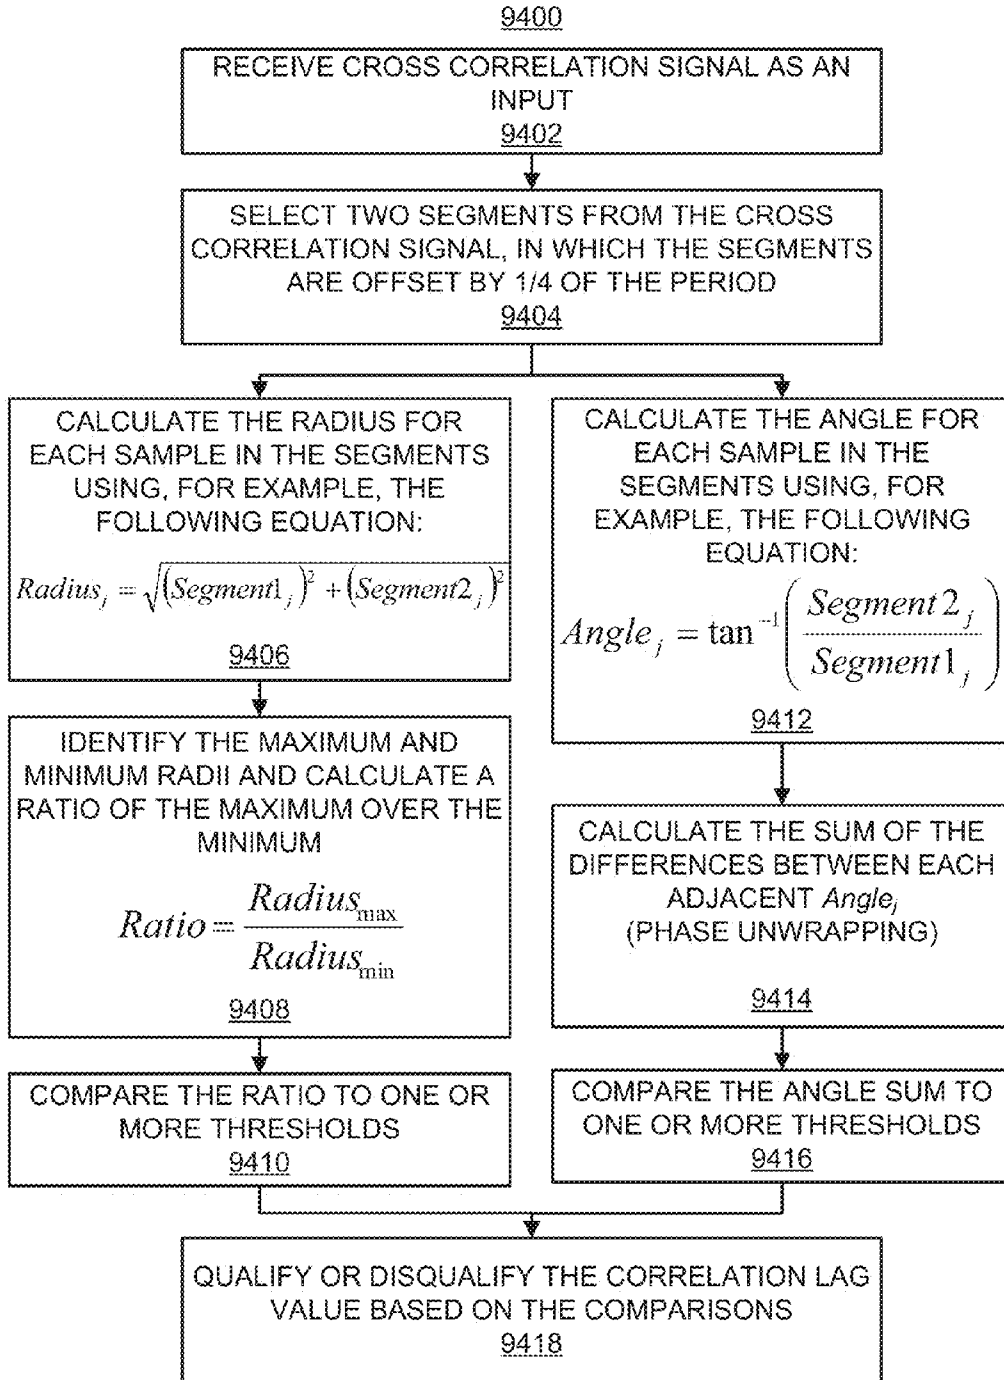 9400
RECEIVE CROSS CORRELATION SIGNAL AS AN
INPUT
9402
SELECT TWO SEGMENTS FROM THE CROSS
CORRELATION SIGNAL, IN WHICH THE SEGMENTS
ARE OFFSET BY 1/4 OF THE PERIOD
9404
CALCULATE THE RADIUS FOR
EACH SAMPLE IN THE SEGMENTS
USING, FOR EXAMPLE, THE
FOLLOWING EQUATION:
Radius_j = √((Segment1_j)² + (Segment2_j)²)
9406
IDENTIFY THE MAXIMUM AND
MINIMUM RADII AND CALCULATE A
RATIO OF THE MAXIMUM OVER THE
MINIMUM
Ratio = Radius_max / Radius_min
9408
COMPARE THE RATIO TO ONE OR
MORE THRESHOLDS
9410
CALCULATE THE ANGLE FOR
EACH SAMPLE IN THE
SEGMENTS USING, FOR
EXAMPLE, THE FOLLOWING
EQUATION:
Angle_j = tan⁻¹(Segment2_j / Segment1_j)
9412
CALCULATE THE SUM OF THE
DIFFERENCES BETWEEN EACH
ADJACENT Angle_j
(PHASE UNWRAPPING)
9414
COMPARE THE ANGLE SUM TO
ONE OR MORE THRESHOLDS
9416
QUALIFY OR DISQUALIFY THE CORRELATION LAG
VALUE BASED ON THE COMPARISONS
9418